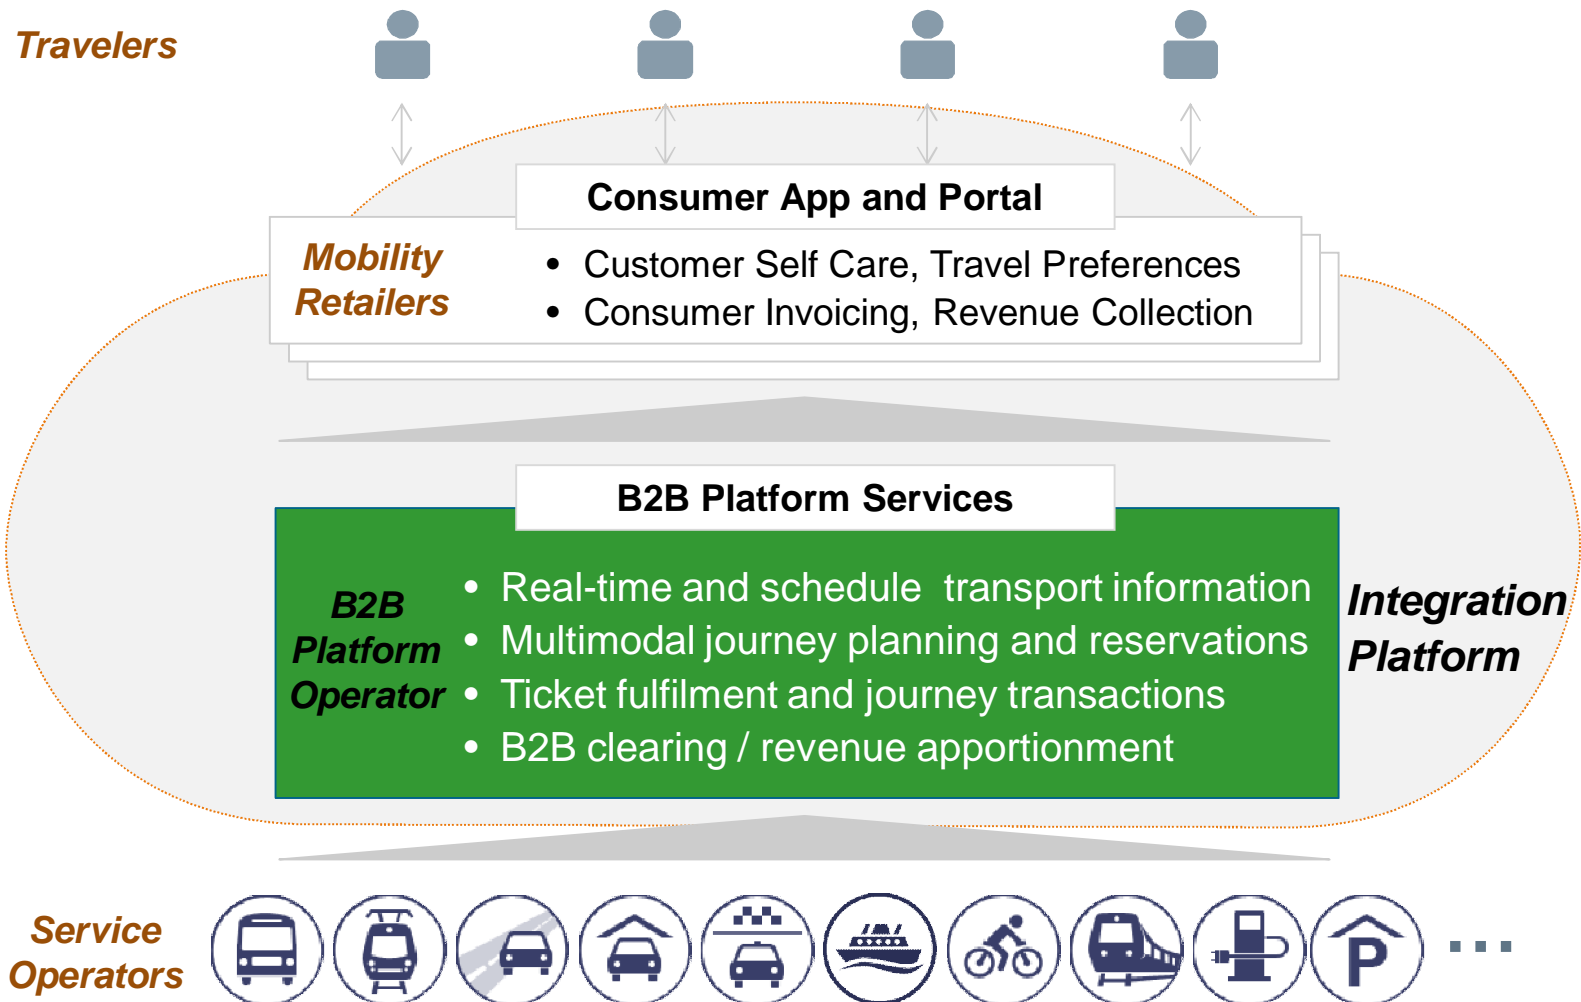 Travelers
Consumer App and Portal
Mobility
Retailers
• Customer Self Care, Travel Preferences
• Consumer Invoicing, Revenue Collection
B2B Platform Services
B2B
Platform
Operator
• Real-time and schedule  transport information
• Multimodal journey planning and reservations
• Ticket fulfilment and journey transactions
• B2B clearing / revenue apportionment
Integration
Platform
Service
Operators
P
...